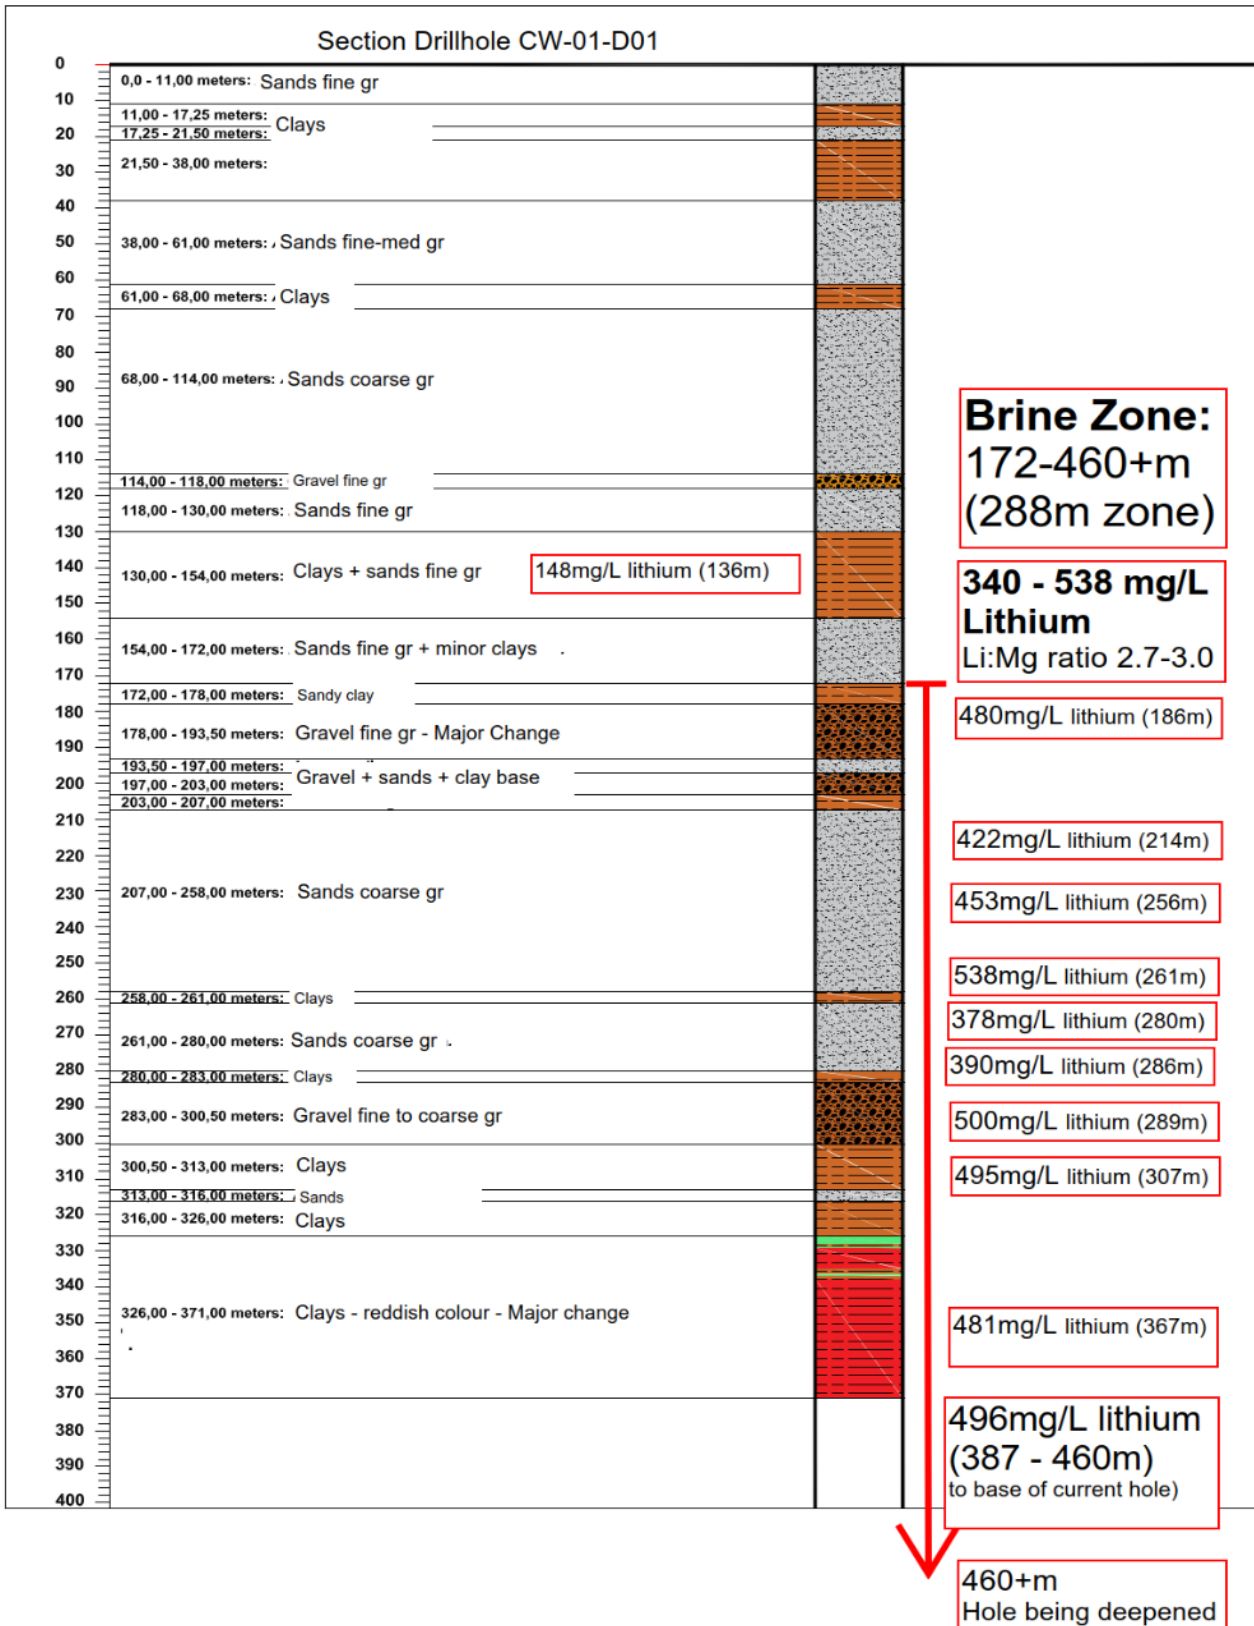 Section Drillhole CW-01-D01
0
10
20
30
40
50
60
70
80
90
100
110
120
130
140
150
160
170
180
190
200
210
220
230
240
250
260
270
280
290
300
310
320
330
340
350
360
370
380
390
400
0,0 - 11,00 meters: Sands fine gr
11,00 - 17,25 meters:
Clays
17,25 - 21,50 meters:
21,50 - 38,00 meters:
38,00 - 61,00 meters: Sands fine-med gr
61,00 - 68,00 meters: Clays
68,00 - 114,00 meters: Sands coarse gr
114,00 - 118,00 meters: Gravel fine gr
118,00 - 130,00 meters: Sands fine gr
130,00 - 154,00 meters: Clays + sands fine gr
148mg/L lithium (136m)
154,00 - 172,00 meters: Sands fine gr + minor clays
172,00 - 178,00 meters: Sandy clay
178,00 - 193,50 meters: Gravel fine gr - Major Change
193,50 - 197,00 meters:
Gravel + sands + clay base
197,00 - 203,00 meters:
203,00 - 207,00 meters:
207,00 - 258,00 meters: Sands coarse gr
258,00 - 261,00 meters: Clays
261,00 - 280,00 meters: Sands coarse gr
280,00 - 283,00 meters: Clays
283,00 - 300,50 meters: Gravel fine to coarse gr
300,50 - 313,00 meters: Clays
313,00 - 316,00 meters: Sands
316,00 - 326,00 meters: Clays
326,00 - 371,00 meters: Clays - reddish colour - Major change
Brine Zone:
172-460+m
(288m zone)
340 - 538 mg/L
Lithium
Li:Mg ratio 2.7-3.0
480mg/L lithium (186m)
422mg/L lithium (214m)
453mg/L lithium (256m)
538mg/L lithium (261m)
378mg/L lithium (280m)
390mg/L lithium (286m)
500mg/L lithium (289m)
495mg/L lithium (307m)
481mg/L lithium (367m)
496mg/L lithium
(387 - 460m)
to base of current hole)
460+m
Hole being deepened